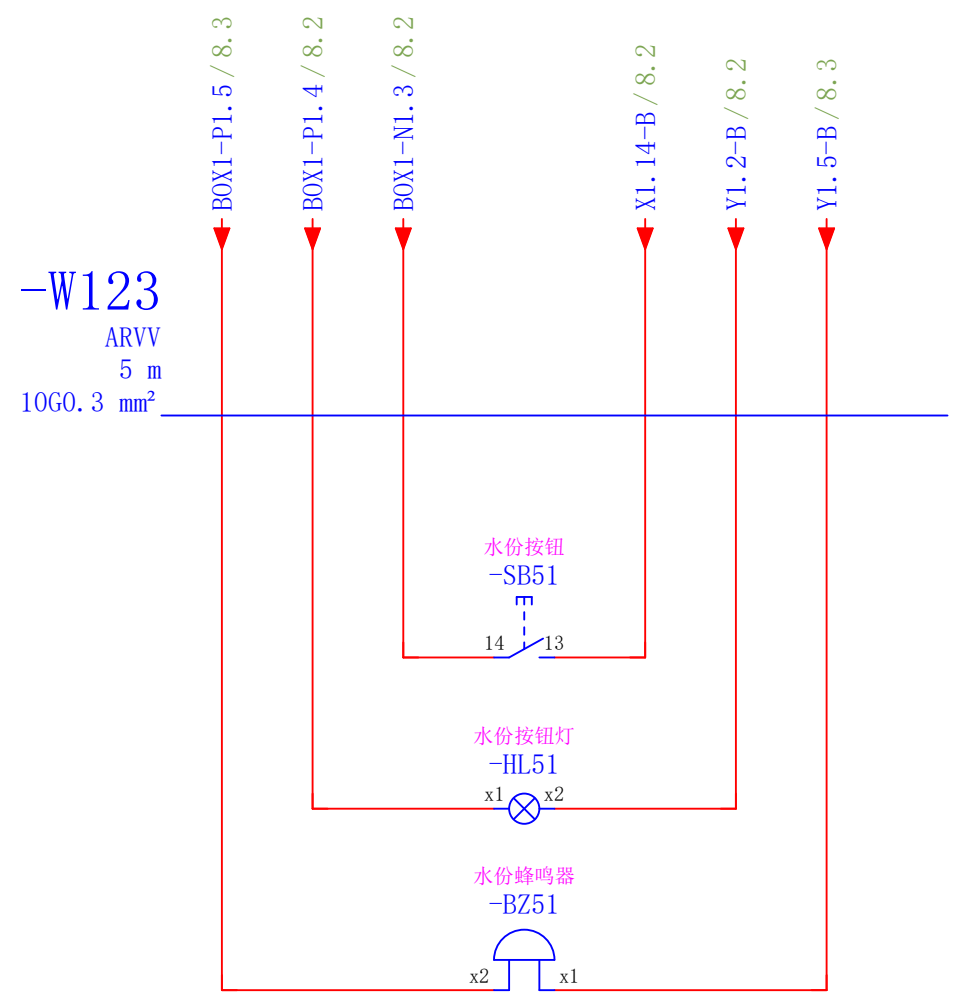 BOX1-P1.5/8.3
BOX1-P1.4/8.2
BOX1-N1.3/8.2
X1.14-B/8.2
Y1.2-B/8.2
Y1.5-B/8.3
-W123
ARVV
5 m
10G0.3 mm²
水份按钮
-SB51
14 13
水份按钮灯
-HL51
x1 x2
水份蜂鸣器
-BZ51
x2 x1